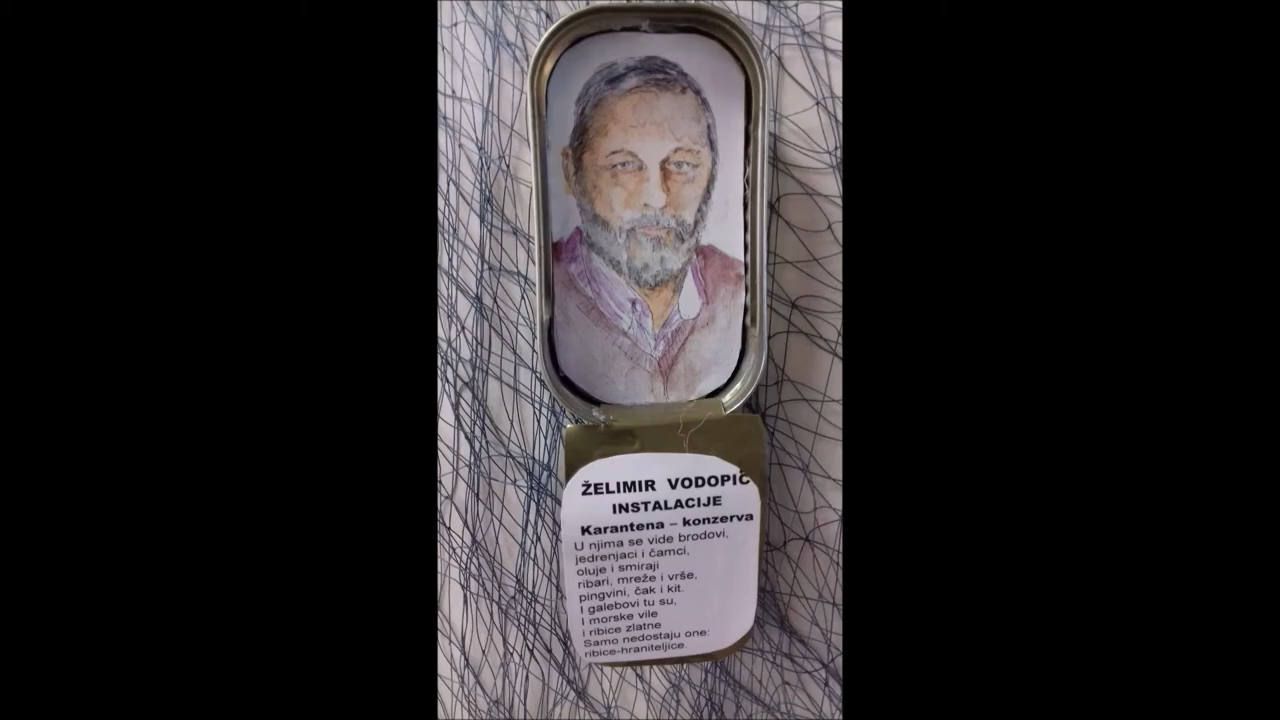 ŽELIMIR VODOPIĆ
INSTALACIJE
Karantena – konzerva
U njima se vide brodovi,
jedrenjaci i čamci,
oluje i smiraji
ribari, mreže i vrše,
pingvini, čak i kit.
I galebovi tu su,
I morske vile
i ribice zlatne
Samo nedostaju one:
ribice-hraniteljice.